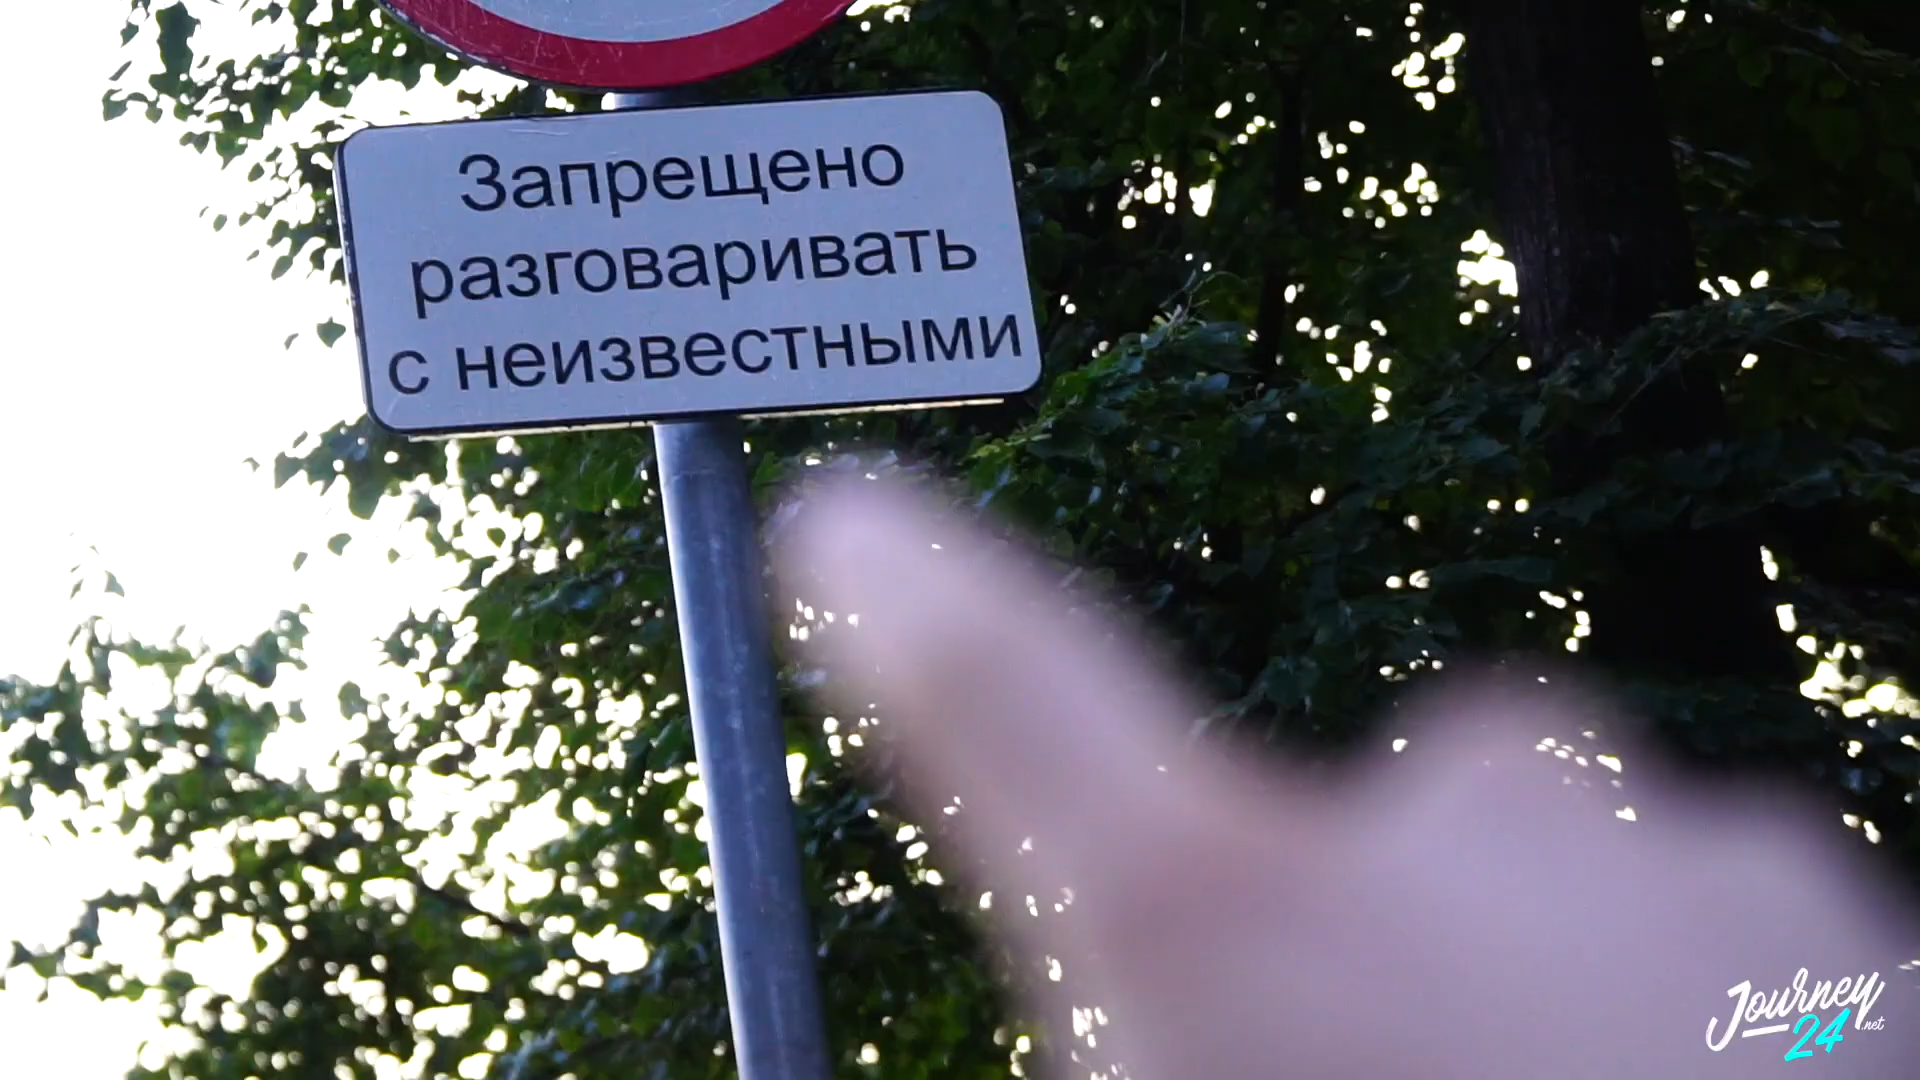 Запрещено
разговаривать
с неизвестными
Journey
24.net